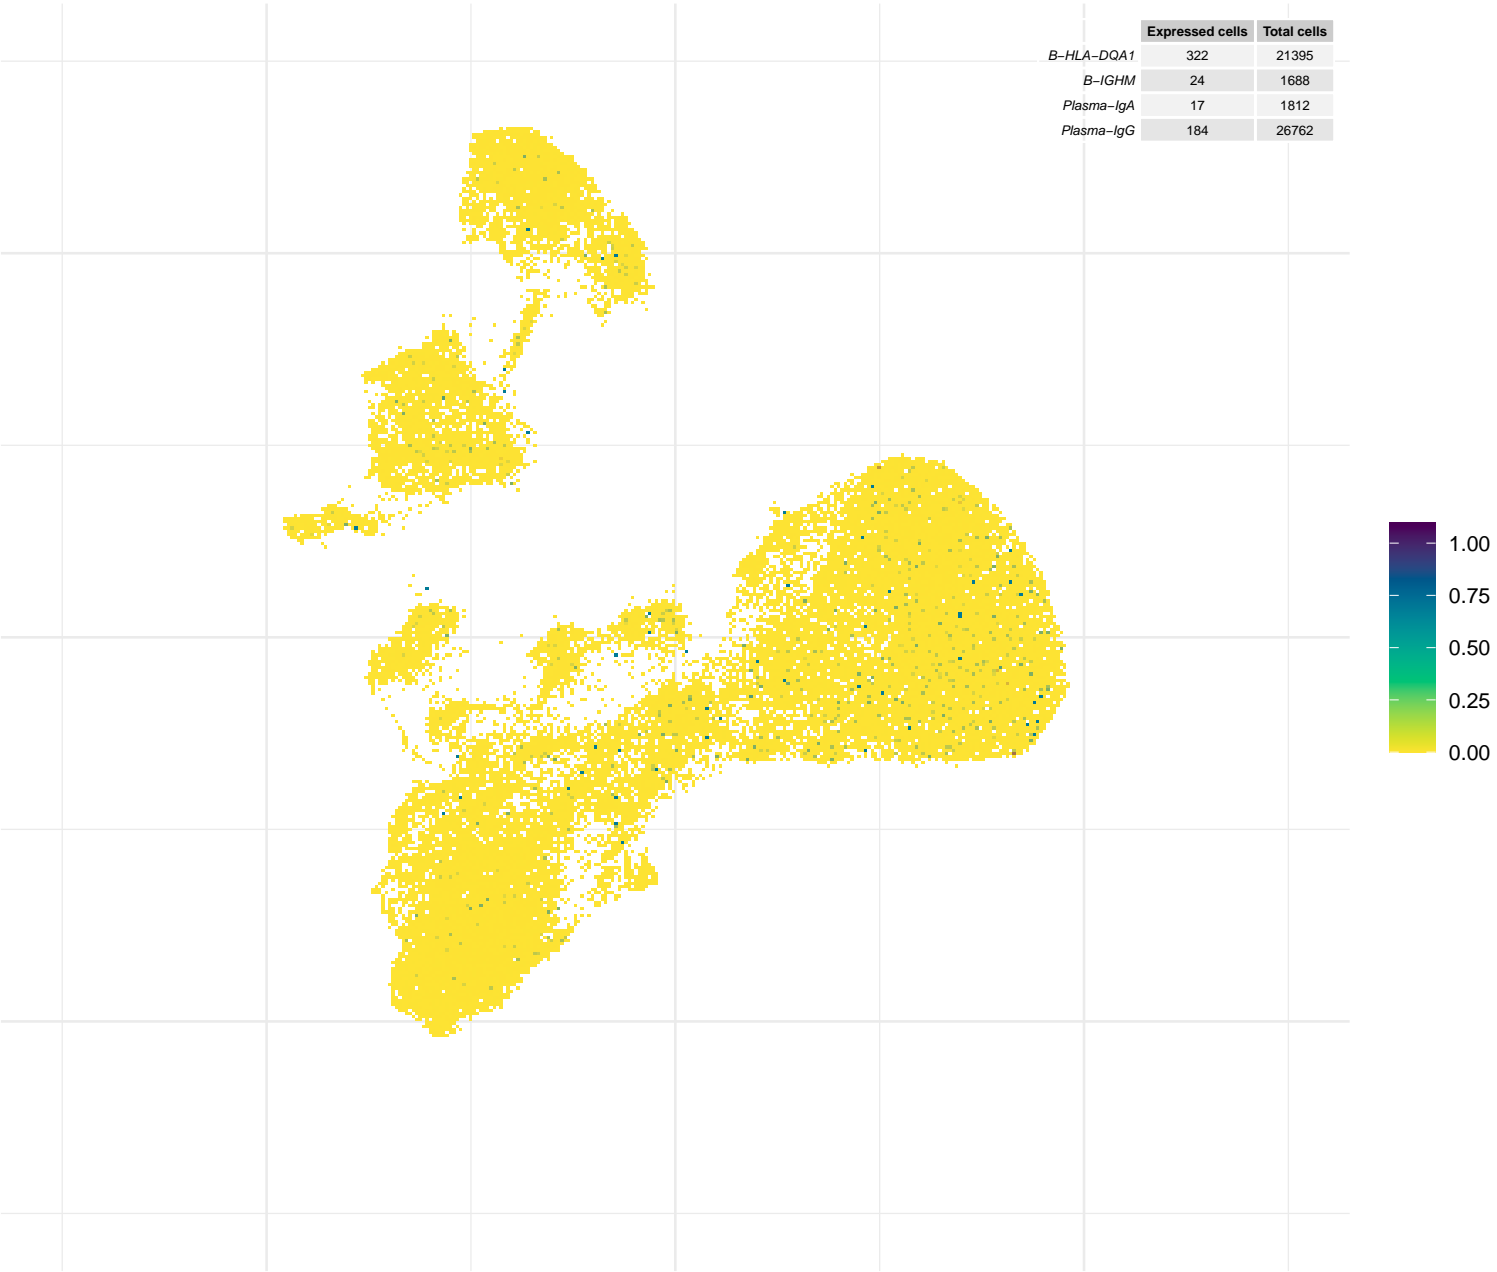 Expressed cells Total cells
B−HLA−DQA1 322 21395
B−IGHM 24 1688
Plasma−IgA 17 1812
Plasma−IgG 184 26762
1.00
0.75
0.50
0.25
0.00